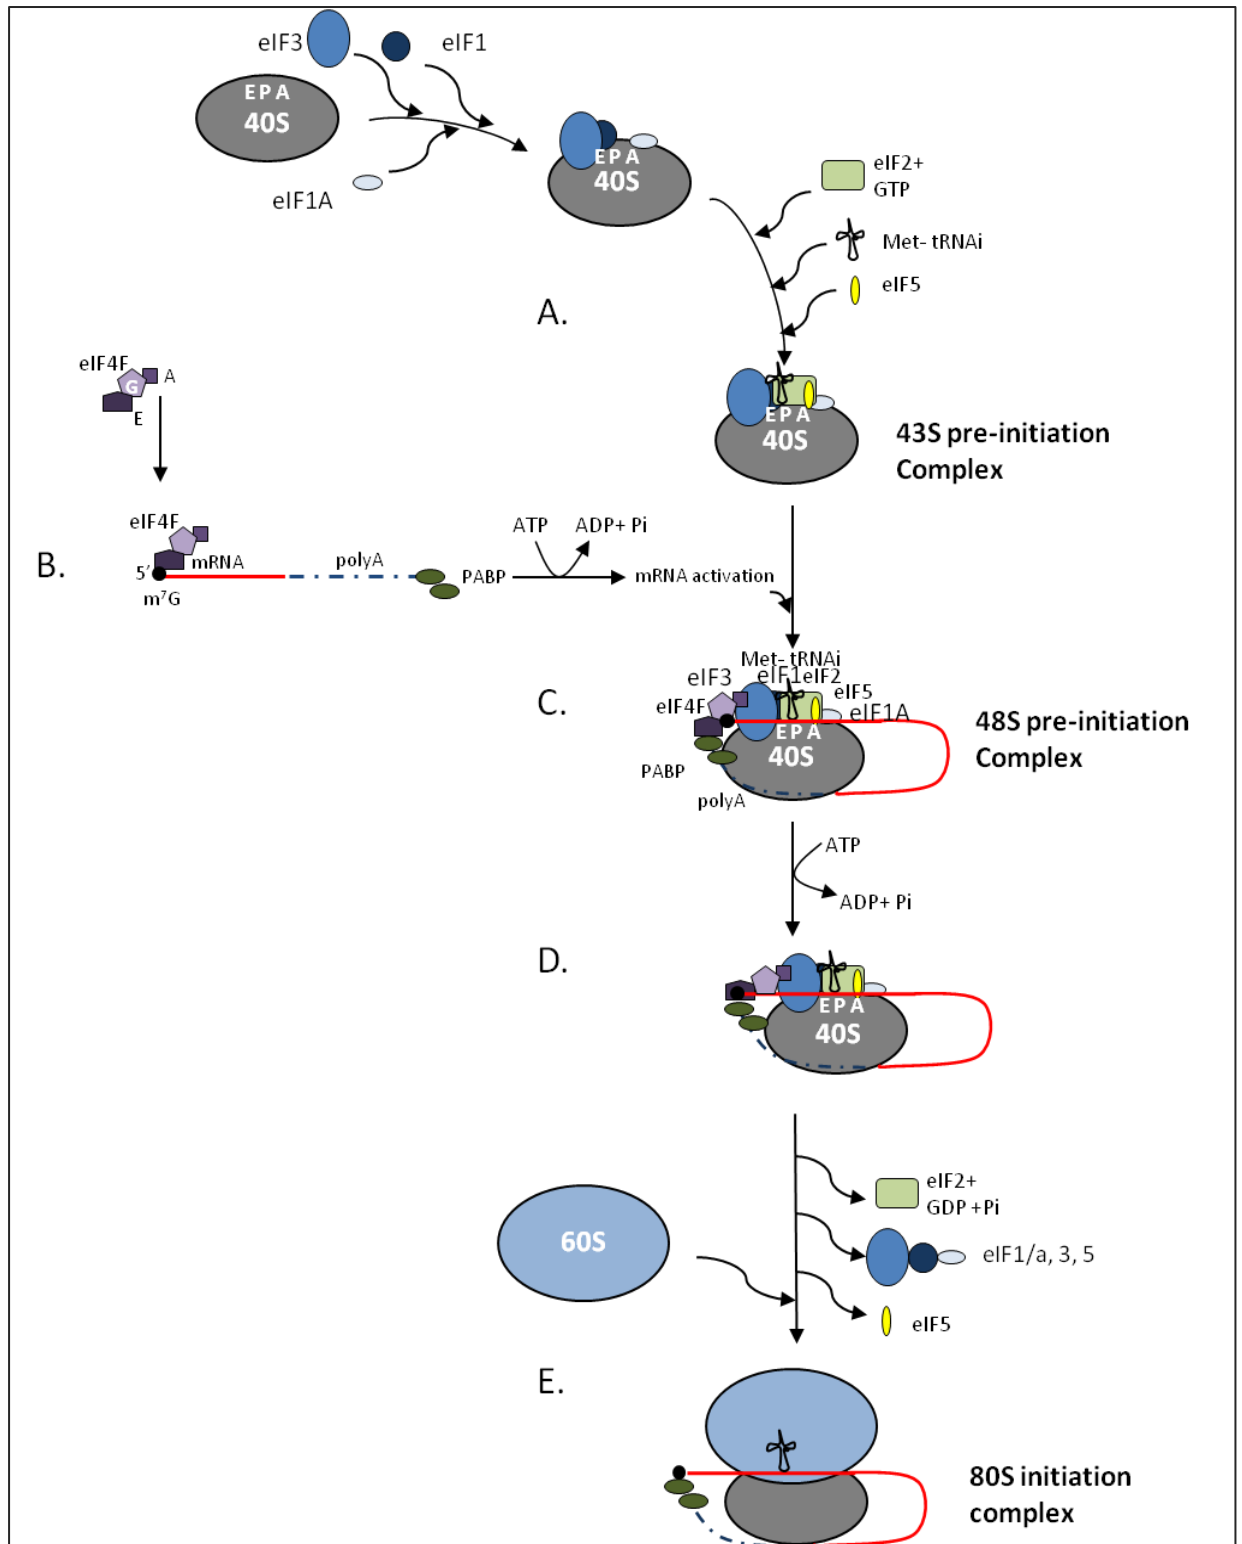 eIF3
eIF1
E P A
40S
eIF1A
E P A
40S
eIF2+
GTP
Met- tRNAi
eIF5
A.
eIF4F
G
A
E
E P A
40S
43S pre-initiation
Complex
B.
eIF4F
5′
mRNA
polyA
PABP
m⁷G
ATP
ADP+ Pi
mRNA activation
C.
Met- tRNAi
eIF3
eIF1
eIF2
eIF5
eIF4F
eIF1A
E P A
40S
PABP
polyA
48S pre-initiation
Complex
ATP
ADP+ Pi
D.
E P A
40S
60S
eIF2+
GDP +Pi
eIF1/a, 3, 5
eIF5
E.
80S initiation
complex